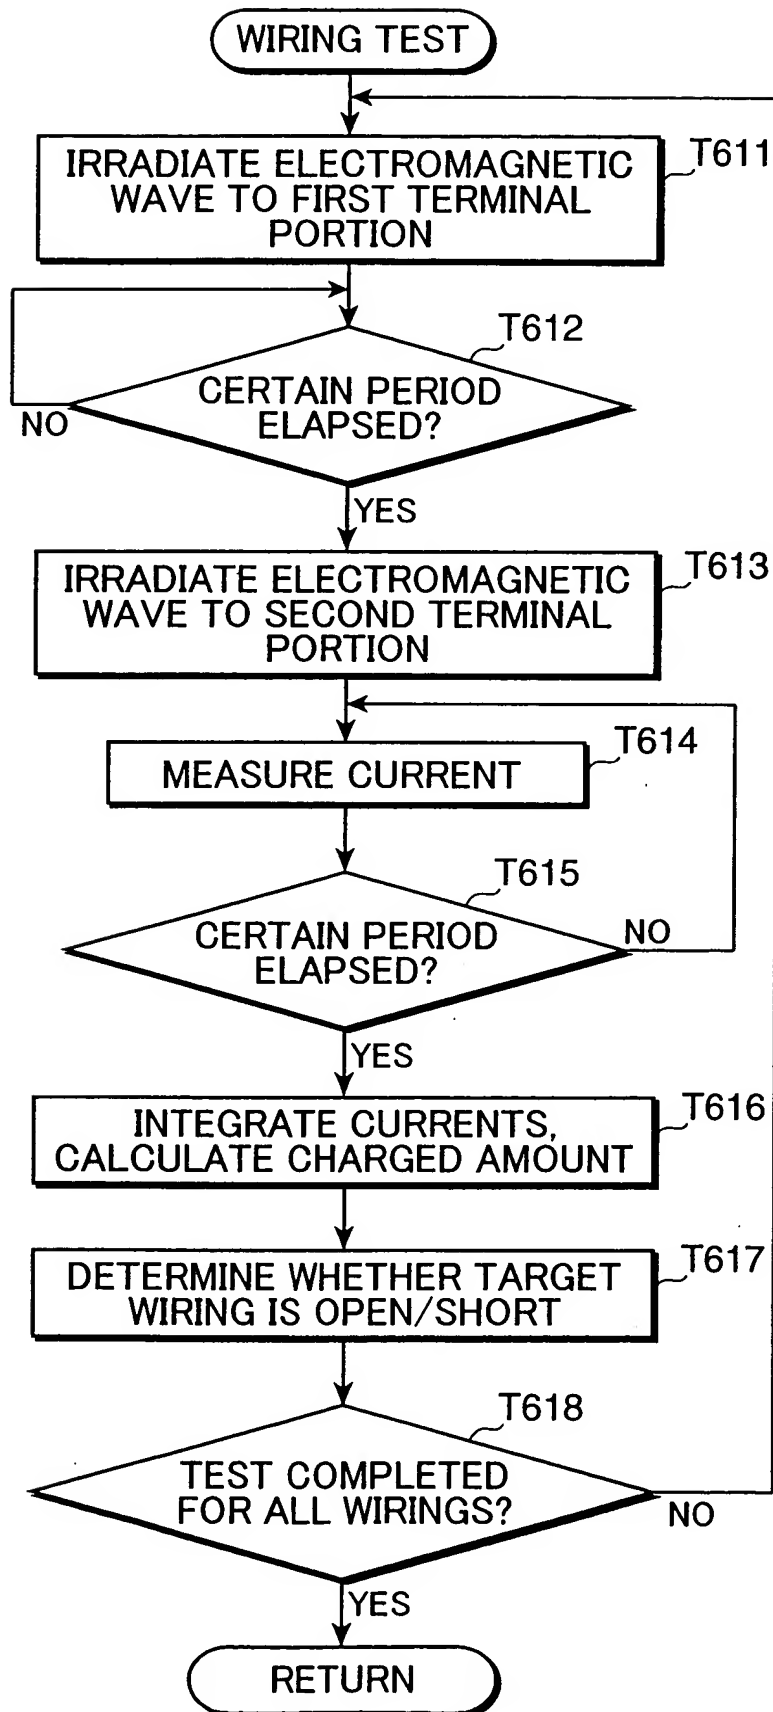 WIRING TEST
IRRADIATE ELECTROMAGNETIC
WAVE TO FIRST TERMINAL
PORTION
T611
T612
CERTAIN PERIOD
ELAPSED?
NO
YES
IRRADIATE ELECTROMAGNETIC
WAVE TO SECOND TERMINAL
PORTION
T613
MEASURE CURRENT
T614
T615
CERTAIN PERIOD
ELAPSED?
NO
YES
INTEGRATE CURRENTS,
CALCULATE CHARGED AMOUNT
T616
DETERMINE WHETHER TARGET
WIRING IS OPEN/SHORT
T617
T618
TEST COMPLETED
FOR ALL WIRINGS?
NO
YES
RETURN